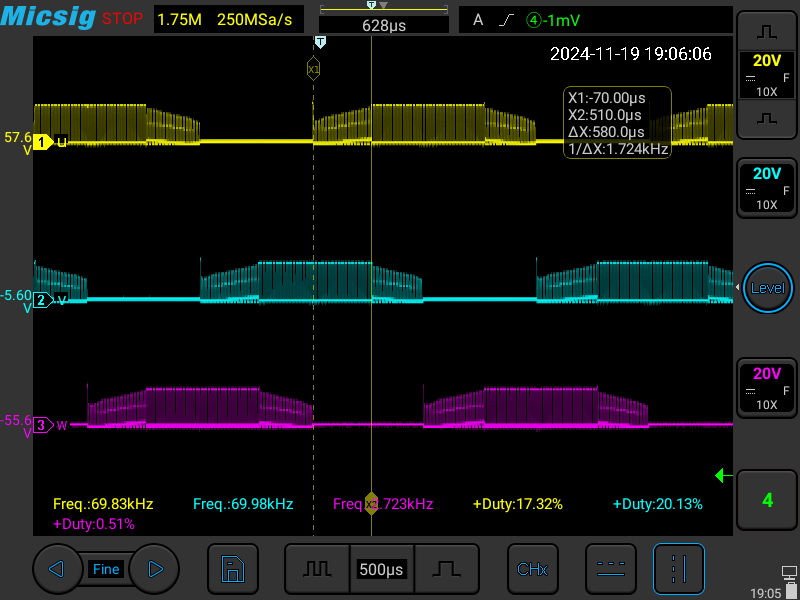 Micsig STOP 1.75M 250MSa/s 628μs A 4 -1mV
T
T
2024-11-19 19:06:06
X1
X1:-70.00μs
X2:510.0μs
ΔX:580.0μs
1/ΔX:1.724kHz
57.6 V 1 U
-5.60 V 2 V
-55.6 V 3 W
20V
F
10X
20V
F
10X
Level
20V
F
10X
4
Freq.:69.83kHz Freq.:69.98kHz Freq X2 .723kHz +Duty:17.32% +Duty:20.13%
+Duty:0.51%
Fine 500μs CHx
19:05